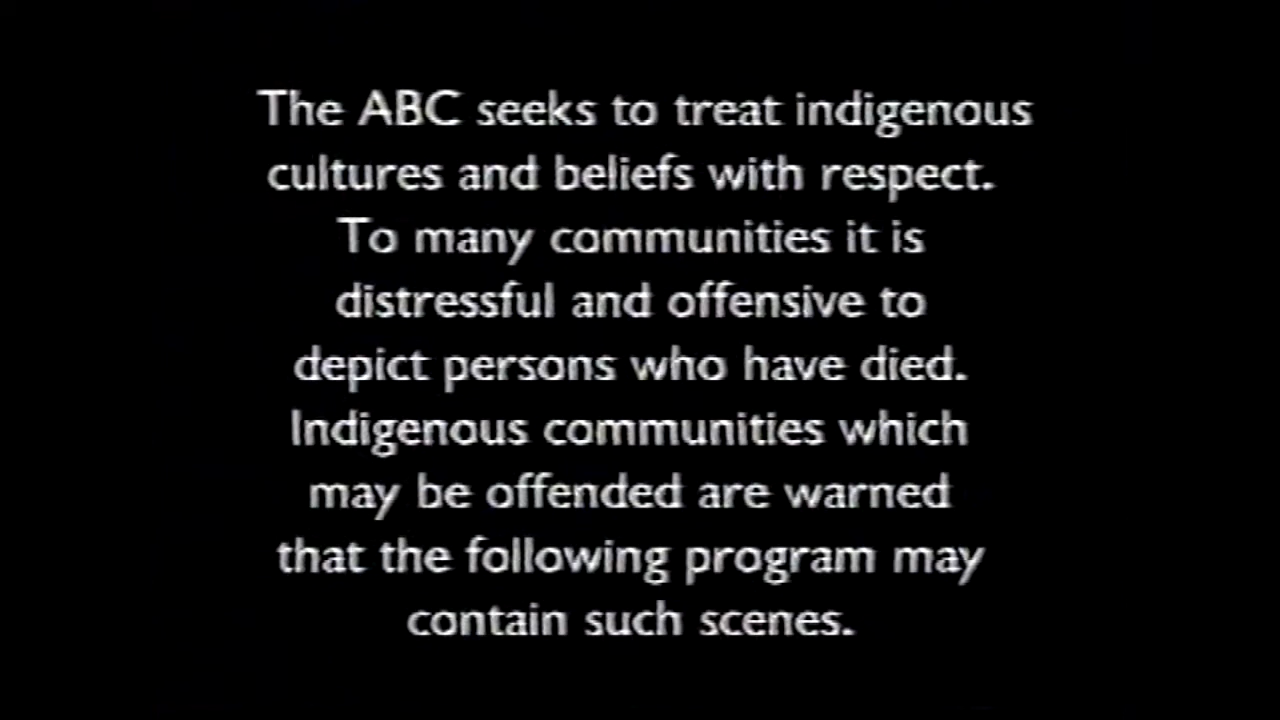 The ABC seeks to treat indigenous
cultures and beliefs with respect.
To many communities it is
distressful and offensive to
depict persons who have died.
Indigenous communities which
may be offended are warned
that the following program may
contain such scenes.